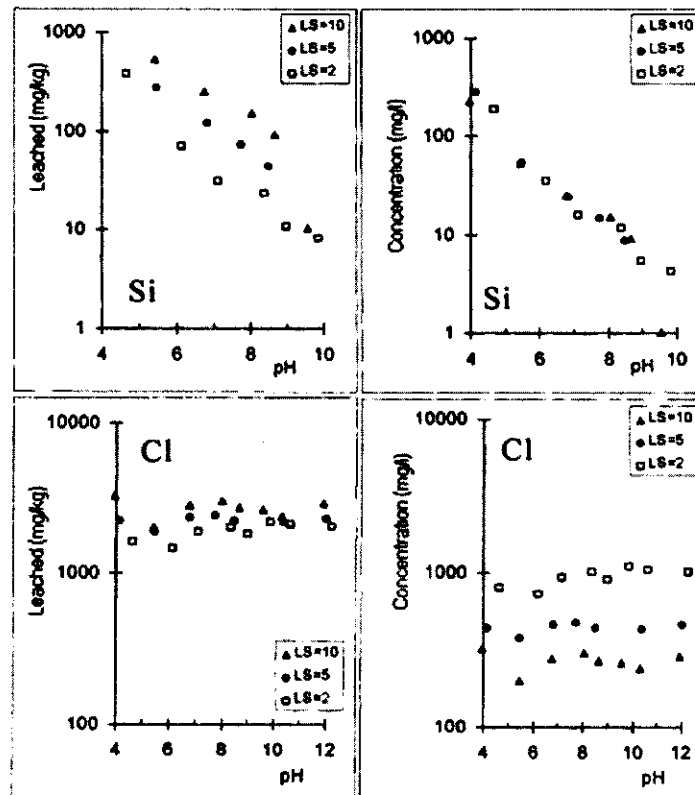 Leached (mg/kg)
1000
100
10
1
4 6 8 10
pH
Si
▲ LS=10
● LS=5
□ LS=2
Concentration (mg/l)
1000
100
10
1
4 6 8 10
pH
Si
▲ LS=10
● LS=5
□ LS=2
Leached (mg/kg)
10000
1000
100
4 6 8 10 12
pH
Cl
▲ LS=10
● LS=5
□ LS=2
Concentration (mg/l)
10000
1000
100
4 6 8 10 12
pH
Cl
▲ LS=10
● LS=5
□ LS=2